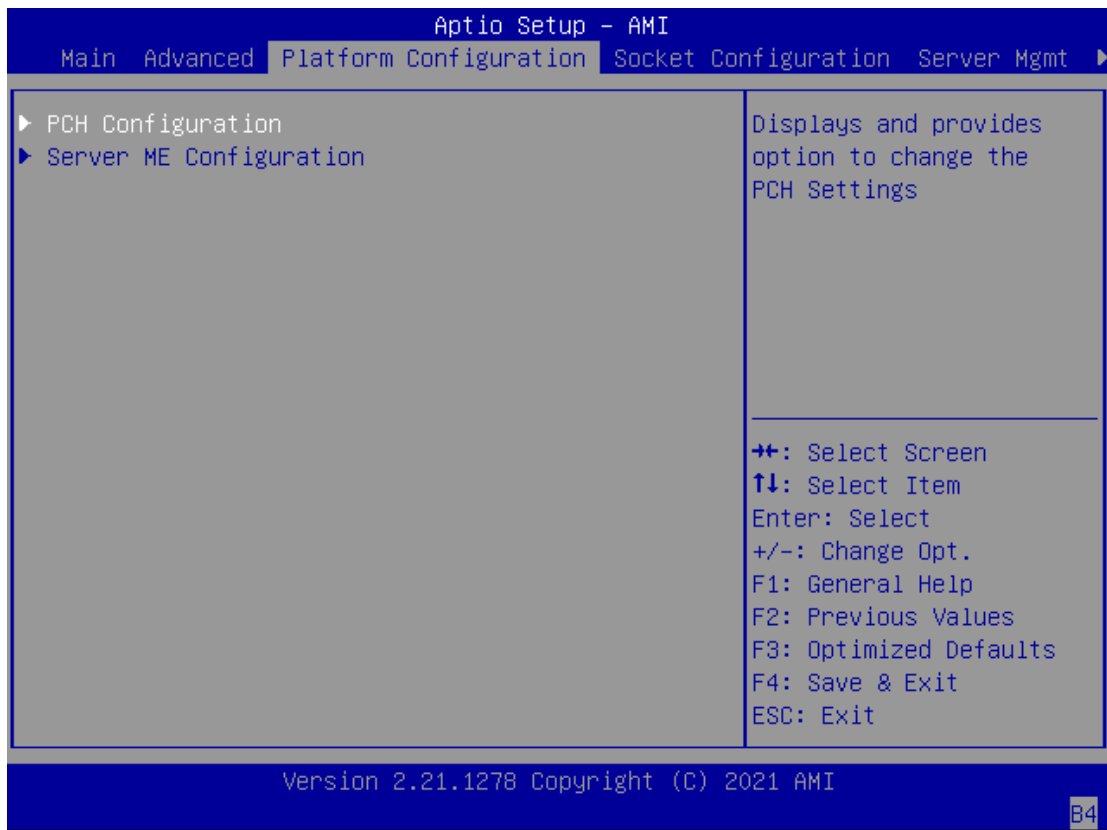 Aptio Setup – AMI
Main Advanced Platform Configuration Socket Configuration Server Mgmt ▶
▶ PCH Configuration
▶ Server ME Configuration
Displays and provides
option to change the
PCH Settings
→←: Select Screen
↑↓: Select Item
Enter: Select
+/-: Change Opt.
F1: General Help
F2: Previous Values
F3: Optimized Defaults
F4: Save & Exit
ESC: Exit
Version 2.21.1278 Copyright (C) 2021 AMI
B4